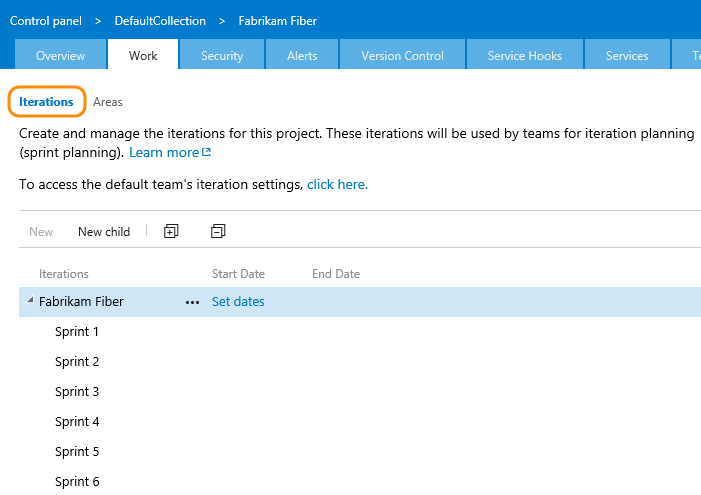 Control panel > DefaultCollection > Fabrikam Fiber
Overview Work Security Alerts Version Control Service Hooks Services Te
Iterations Areas
Create and manage the iterations for this project. These iterations will be used by teams for iteration planning
(sprint planning). Learn more
To access the default team's iteration settings, click here.
New New child
Iterations Start Date End Date
Fabrikam Fiber ••• Set dates
Sprint 1
Sprint 2
Sprint 3
Sprint 4
Sprint 5
Sprint 6